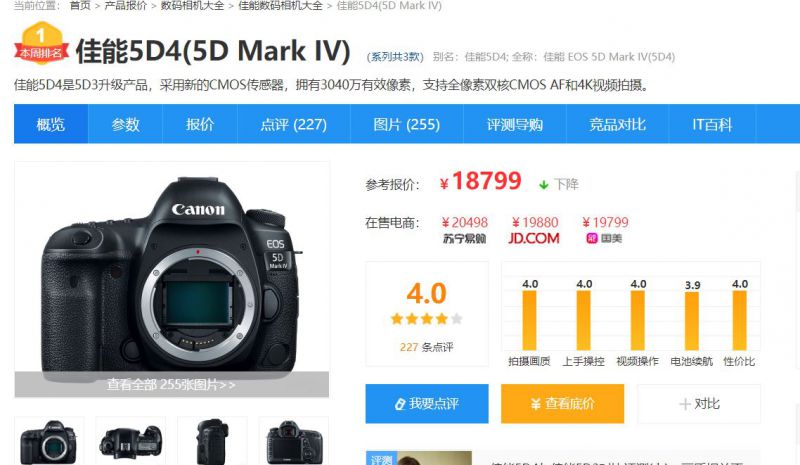 当前位置： 首页 > 产品报价 > 数码相机大全 > 佳能数码相机大全 > 佳能5D4(5D Mark IV)
1
本周排名
佳能5D4(5D Mark IV) (系列共3款) 别名：佳能5D4; 全称：佳能 EOS 5D Mark IV(5D4)
佳能5D4是5D3升级产品，采用新的CMOS传感器，拥有3040万有效像素，支持全像素双核CMOS AF和4K视频拍摄。
概览 参数 报价 点评 (227) 图片 (255) 评测导购 竞品对比 IT百科
Canon
EOS
5D
Mark IV
查看全部 255张图片>>
参考报价： ￥18799 下降
在售电商： ￥20498 ￥19880 ￥19799
苏宁易购 JD.COM 国美
4.0
227 条点评
4.0 4.0 4.0 3.9 4.0
拍摄画质 上手操控 视频操作 电池续航 性价比
我要点评 ￥查看底价 对比
评测